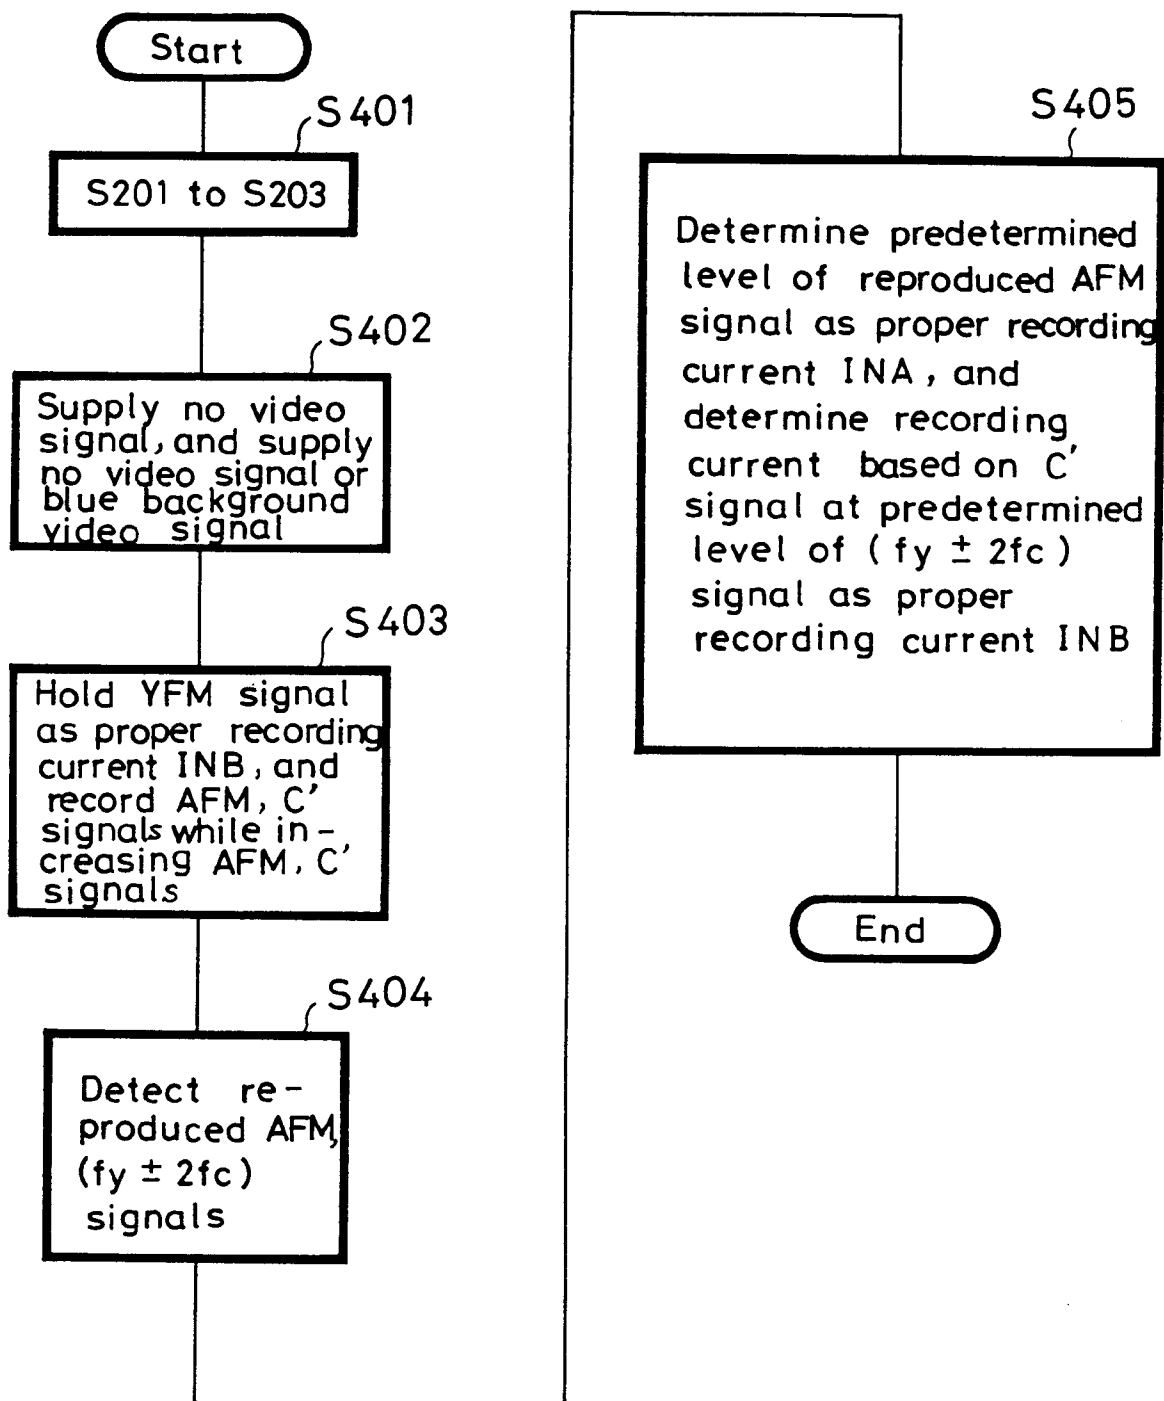 Start
S401
S201 to S203
S402
Supply no video
signal, and supply
no video signal or
blue background
video signal
S403
Hold YFM signal
as proper recording
current INB, and
record AFM, C'
signals while in-
creasing AFM, C'
signals
S404
Detect re-
produced AFM,
(fy ± 2fc)
signals
S405
Determine predetermined
level of reproduced AFM
signal as proper recording
current INA, and
determine recording
current based on C'
signal at predetermined
level of (fy ± 2fc)
signal as proper
recording current INB
End